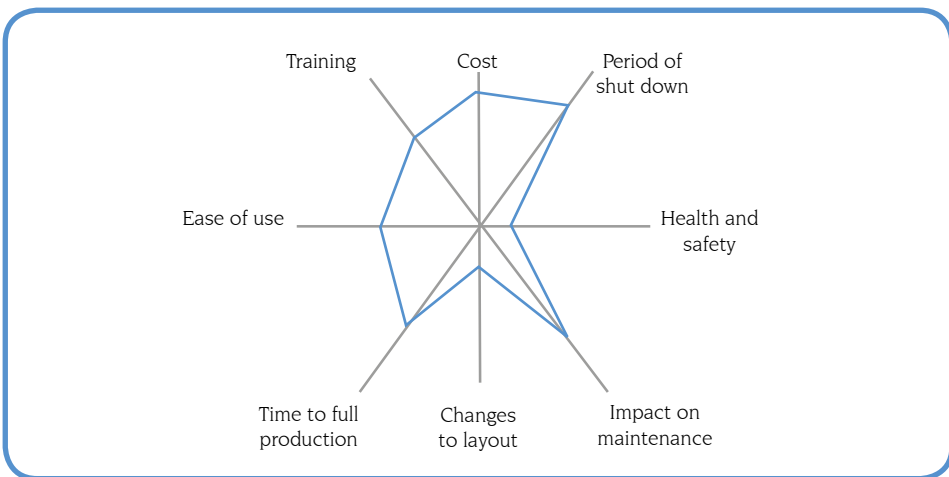 Training
Cost
Period of
shut down
Ease of use
Health and
safety
Time to full
production
Changes
to layout
Impact on
maintenance